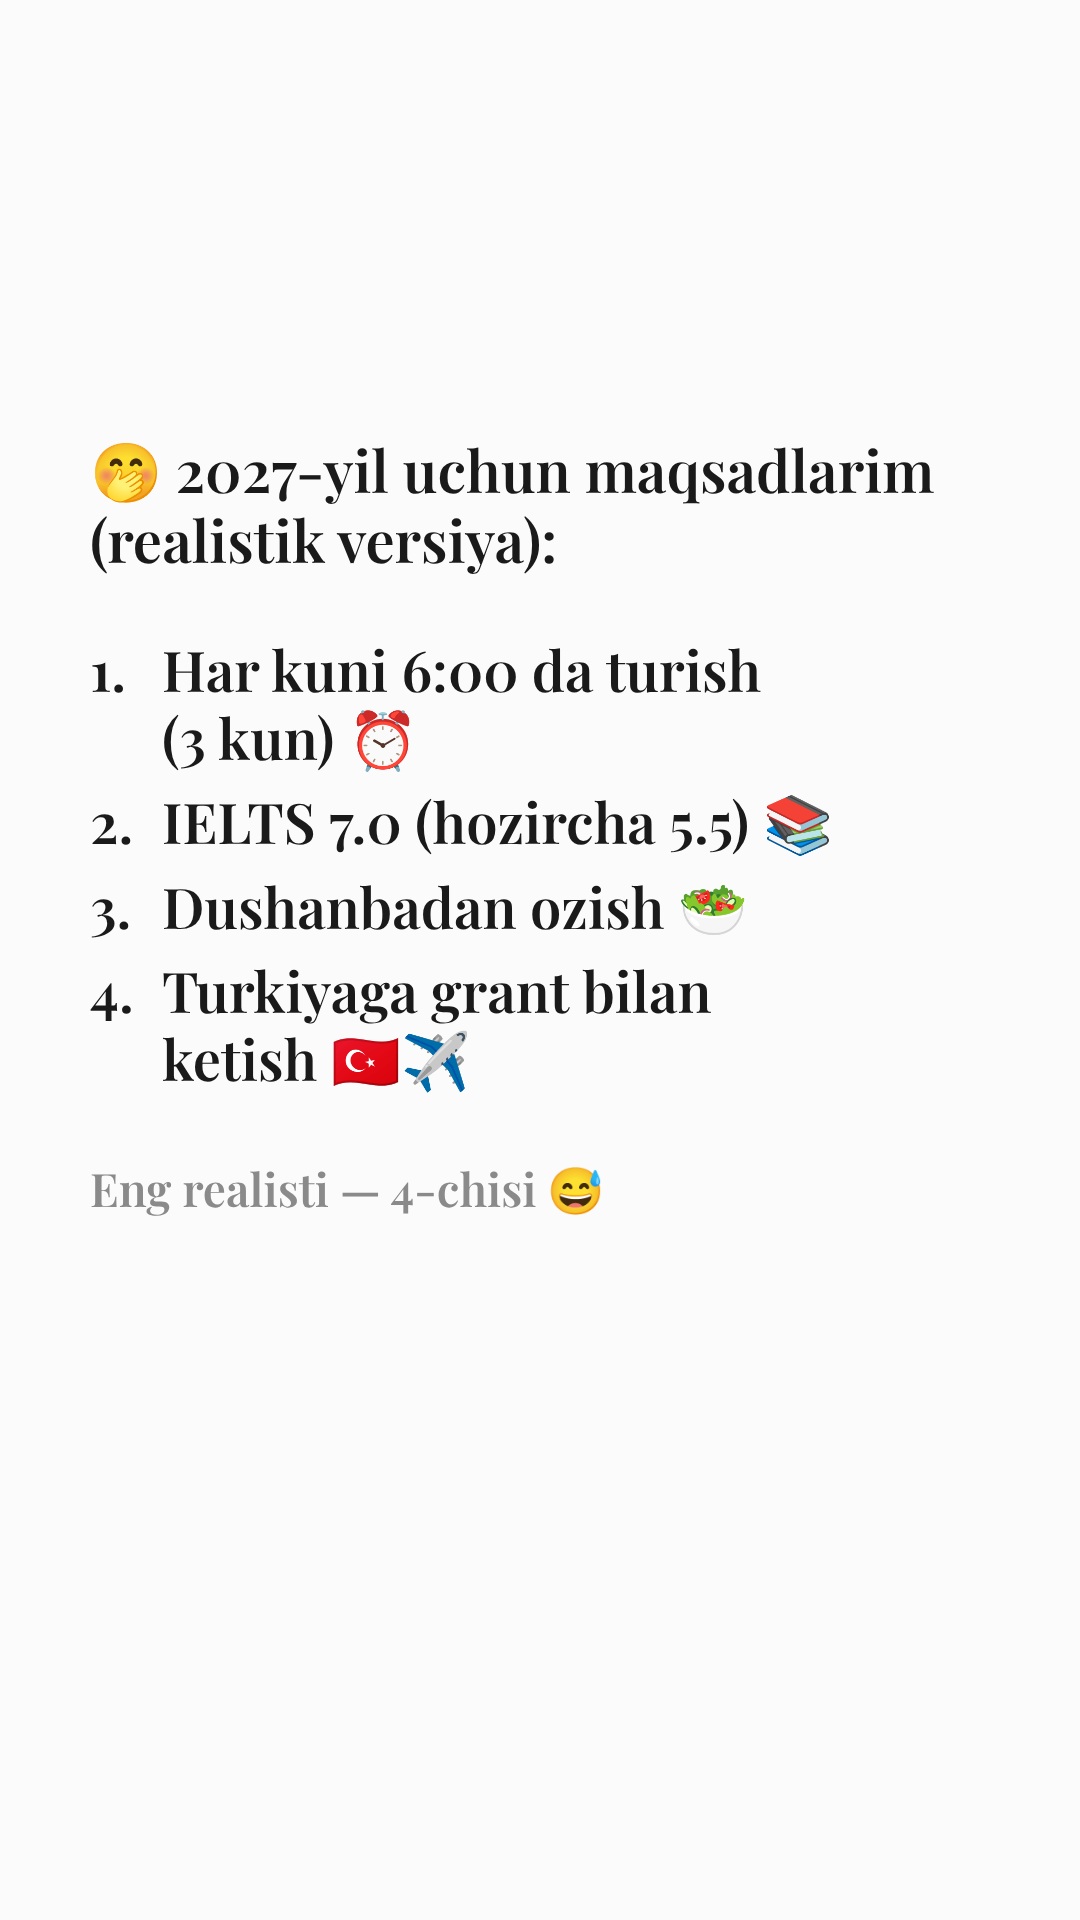 🤭 2027-yil uchun maqsadlarim
(realistik versiya):
1. Har kuni 6:00 da turish
(3 kun) ⏰
2. IELTS 7.0 (hozircha 5.5) 📚
3. Dushanbadan ozish 🥗
4. Turkiyaga grant bilan
ketish 🇹🇷✈️
Eng realisti — 4-chisi 😅